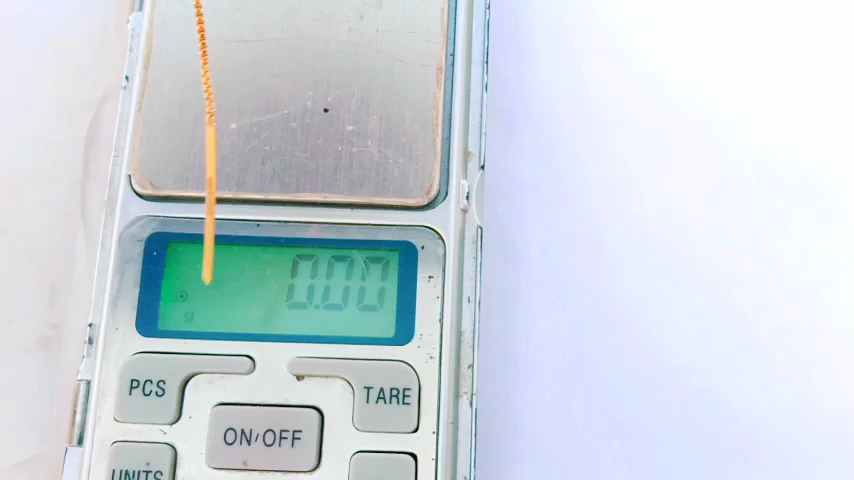 0.00
g
PCS
TARE
ON/OFF
UNITS